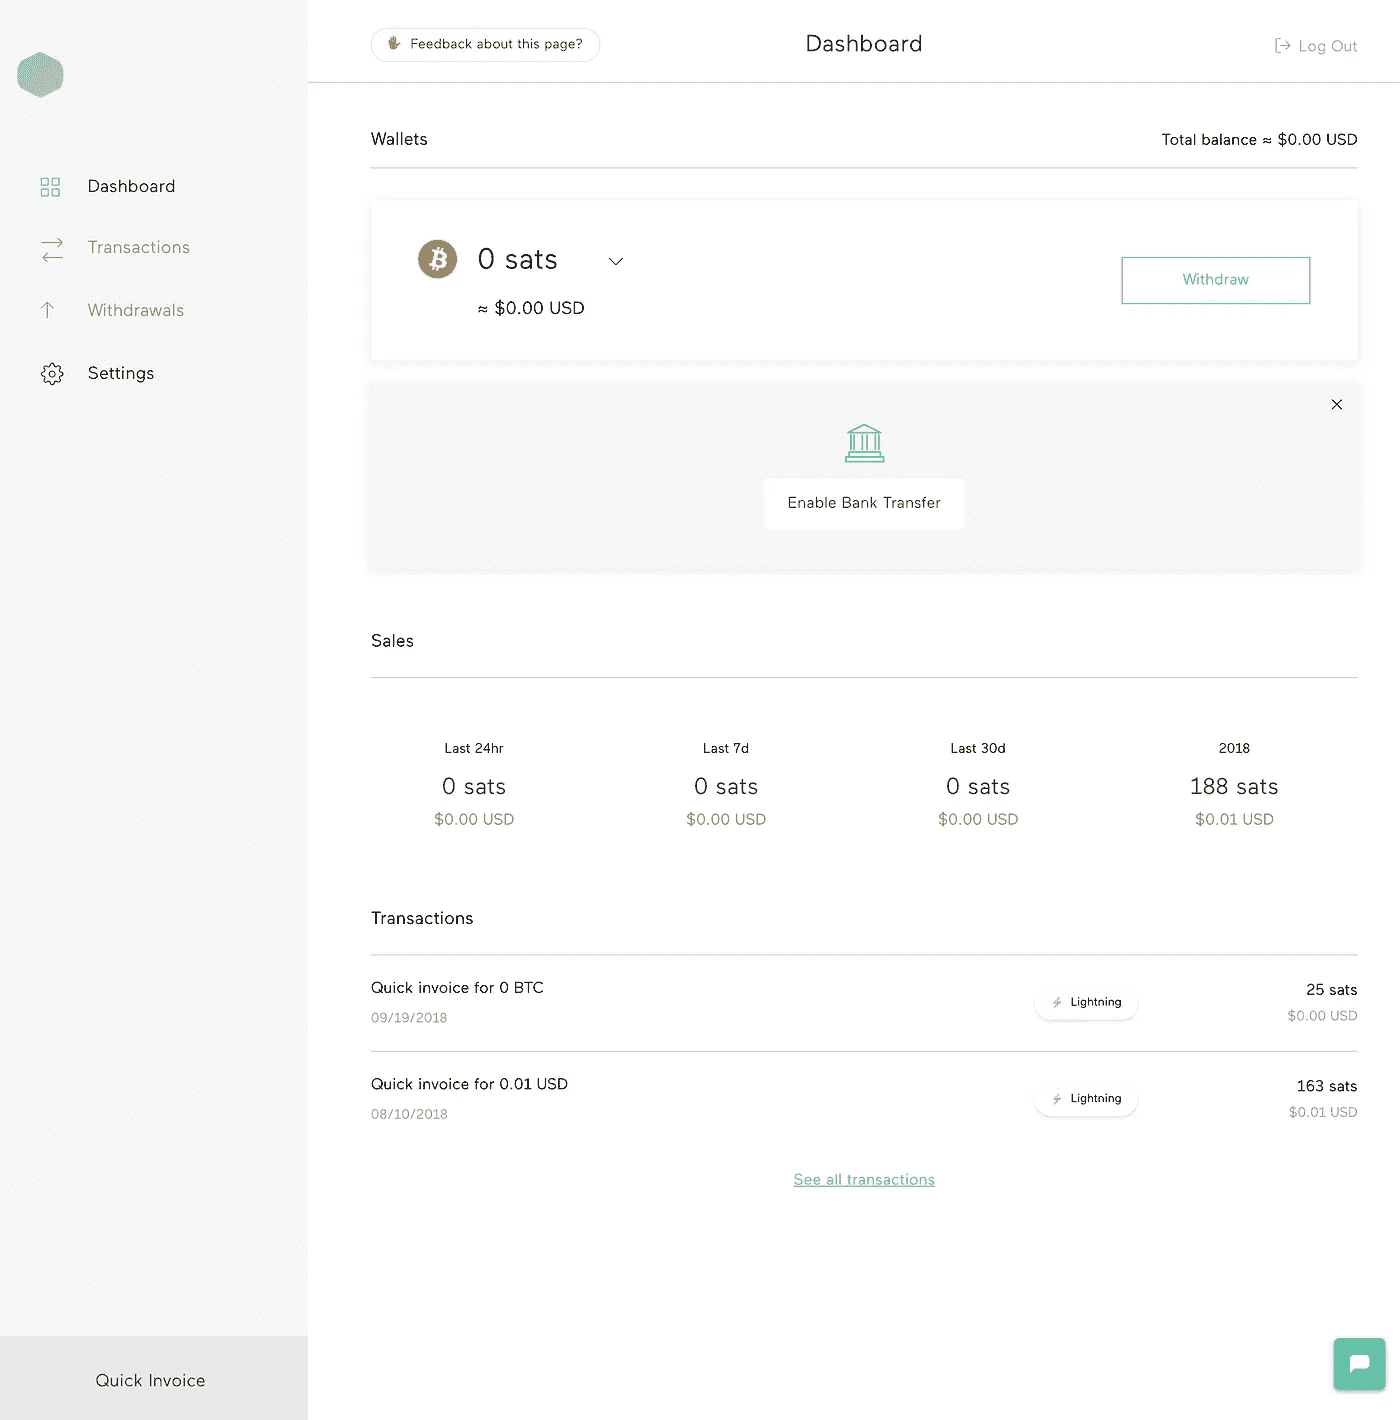 Feedback about this page?
Dashboard
Log Out
Dashboard
Transactions
Withdrawals
Settings
Quick Invoice
Wallets
Total balance ≈ $0.00 USD
0 sats
≈ $0.00 USD
Withdraw
Enable Bank Transfer
Sales
Last 24hr
0 sats
$0.00 USD
Last 7d
0 sats
$0.00 USD
Last 30d
0 sats
$0.00 USD
2018
188 sats
$0.01 USD
Transactions
Quick invoice for 0 BTC
09/19/2018
Lightning
25 sats
$0.00 USD
Quick invoice for 0.01 USD
08/10/2018
Lightning
163 sats
$0.01 USD
See all transactions